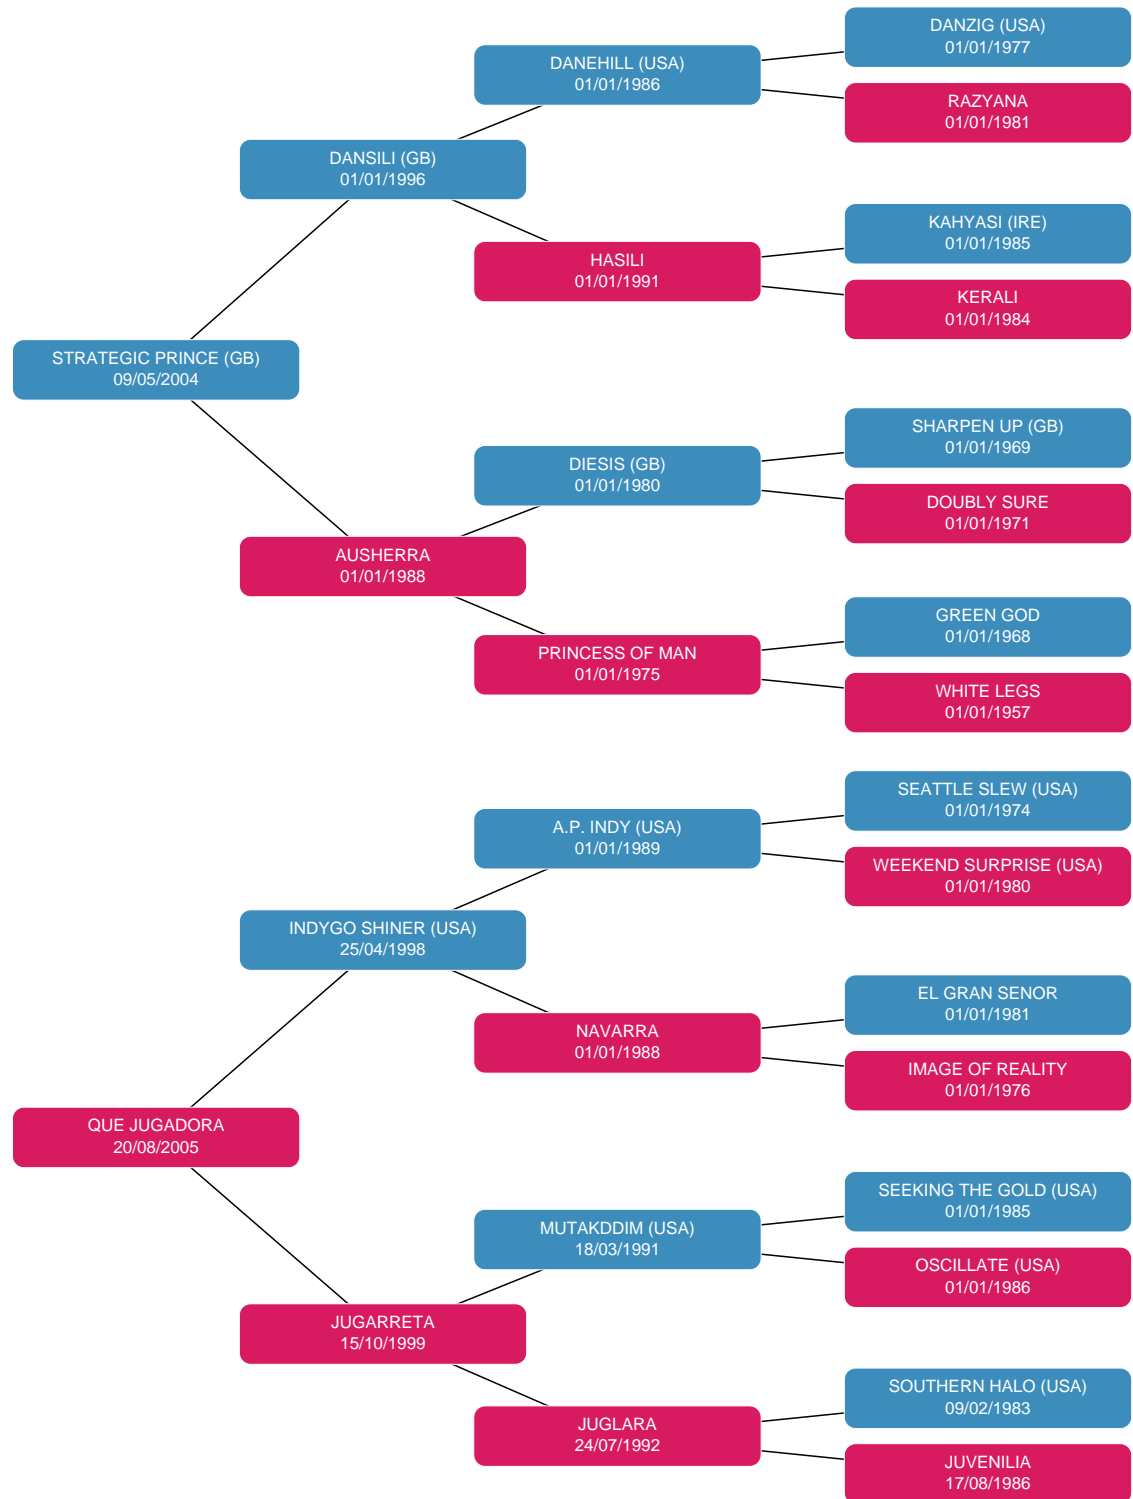 DANZIG (USA)
01/01/1977
DANEHILL (USA)
01/01/1986
RAZYANA
01/01/1981
DANSILI (GB)
01/01/1996
KAHYASI (IRE)
01/01/1985
HASILI
01/01/1991
KERALI
01/01/1984
STRATEGIC PRINCE (GB)
09/05/2004
SHARPEN UP (GB)
01/01/1969
DIESIS (GB)
01/01/1980
DOUBLY SURE
01/01/1971
AUSHERRA
01/01/1988
GREEN GOD
01/01/1968
PRINCESS OF MAN
01/01/1975
WHITE LEGS
01/01/1957
SEATTLE SLEW (USA)
01/01/1974
A.P. INDY (USA)
01/01/1989
WEEKEND SURPRISE (USA)
01/01/1980
INDYGO SHINER (USA)
25/04/1998
EL GRAN SENOR
01/01/1981
NAVARRA
01/01/1988
IMAGE OF REALITY
01/01/1976
QUE JUGADORA
20/08/2005
SEEKING THE GOLD (USA)
01/01/1985
MUTAKDDIM (USA)
18/03/1991
OSCILLATE (USA)
01/01/1986
JUGARRETA
15/10/1999
SOUTHERN HALO (USA)
09/02/1983
JUGLARA
24/07/1992
JUVENILIA
17/08/1986